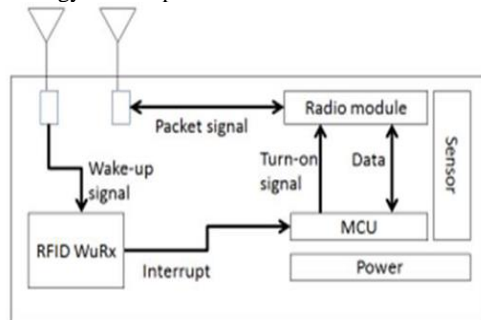 Radio module
Packet signal
Sensor
Turn-on
signal
Data
Wake-up
signal
MCU
RFID WuRx
Interrupt
Power